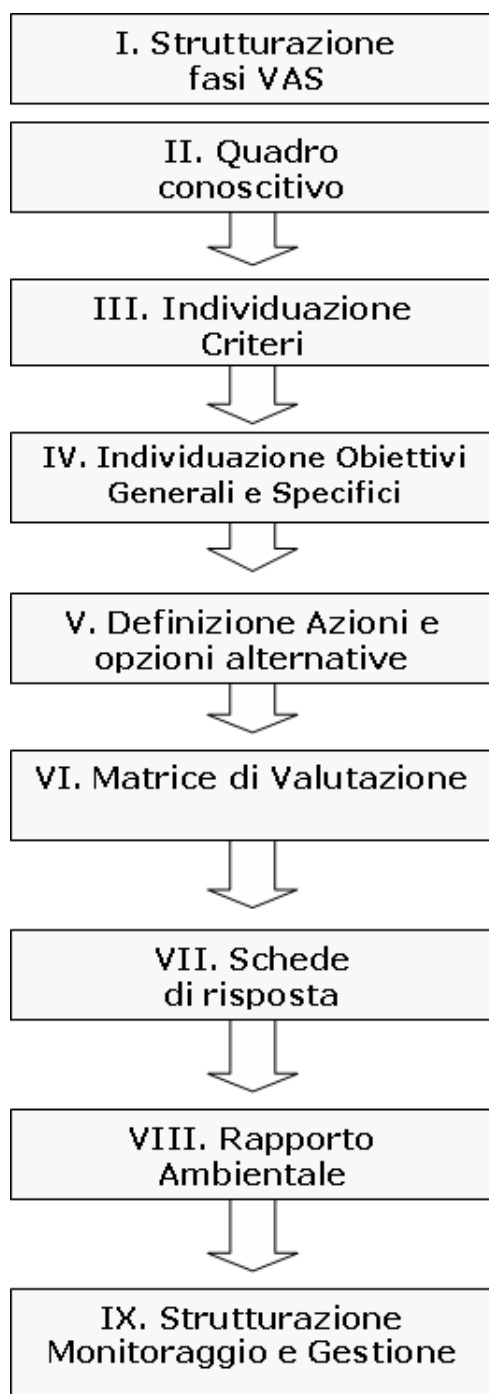 I. Strutturazione
fasi VAS
II. Quadro
conoscitivo
III. Individuazione
Criteri
IV. Individuazione Obiettivi
Generali e Specifici
V. Definizione Azioni e
opzioni alternative
VI. Matrice di Valutazione
VII. Schede
di risposta
VIII. Rapporto
Ambientale
IX. Strutturazione
Monitoraggio e Gestione